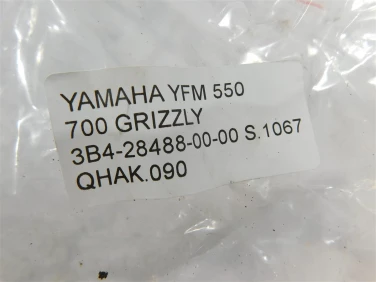 YAMAHA YFM 550
700 GRIZZLY
3B4-28488-00-00 S.1067
QHAK.090